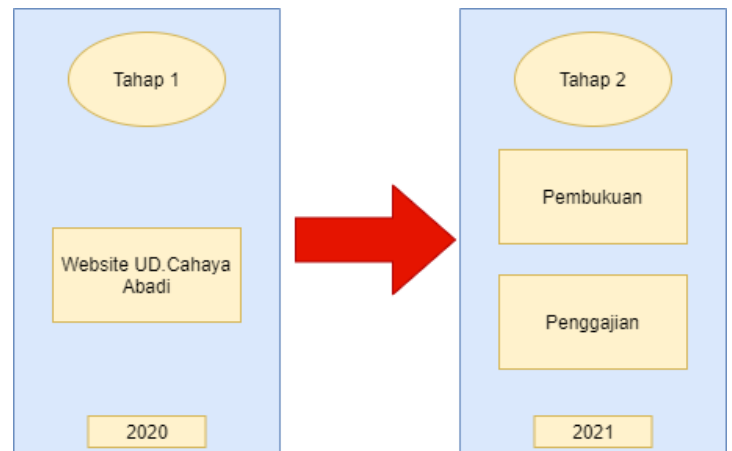 Tahap 1
Website UD.Cahaya
Abadi
2020
Tahap 2
Pembukuan
Penggajian
2021